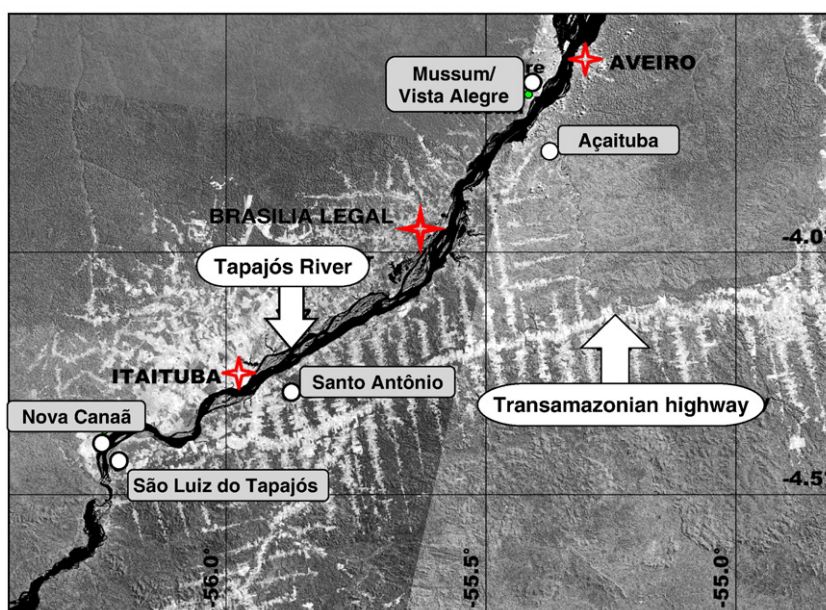 Mussum/
Vista Alegre
AVEIRO
Açaituba
BRASILIA LEGAL
-4.0°
Tapajós River
ITAITUBA
Santo Antônio
Transamazonian highway
Nova Canaã
São Luiz do Tapajós
-4.5°
-56.0°
-55.5°
-55.0°